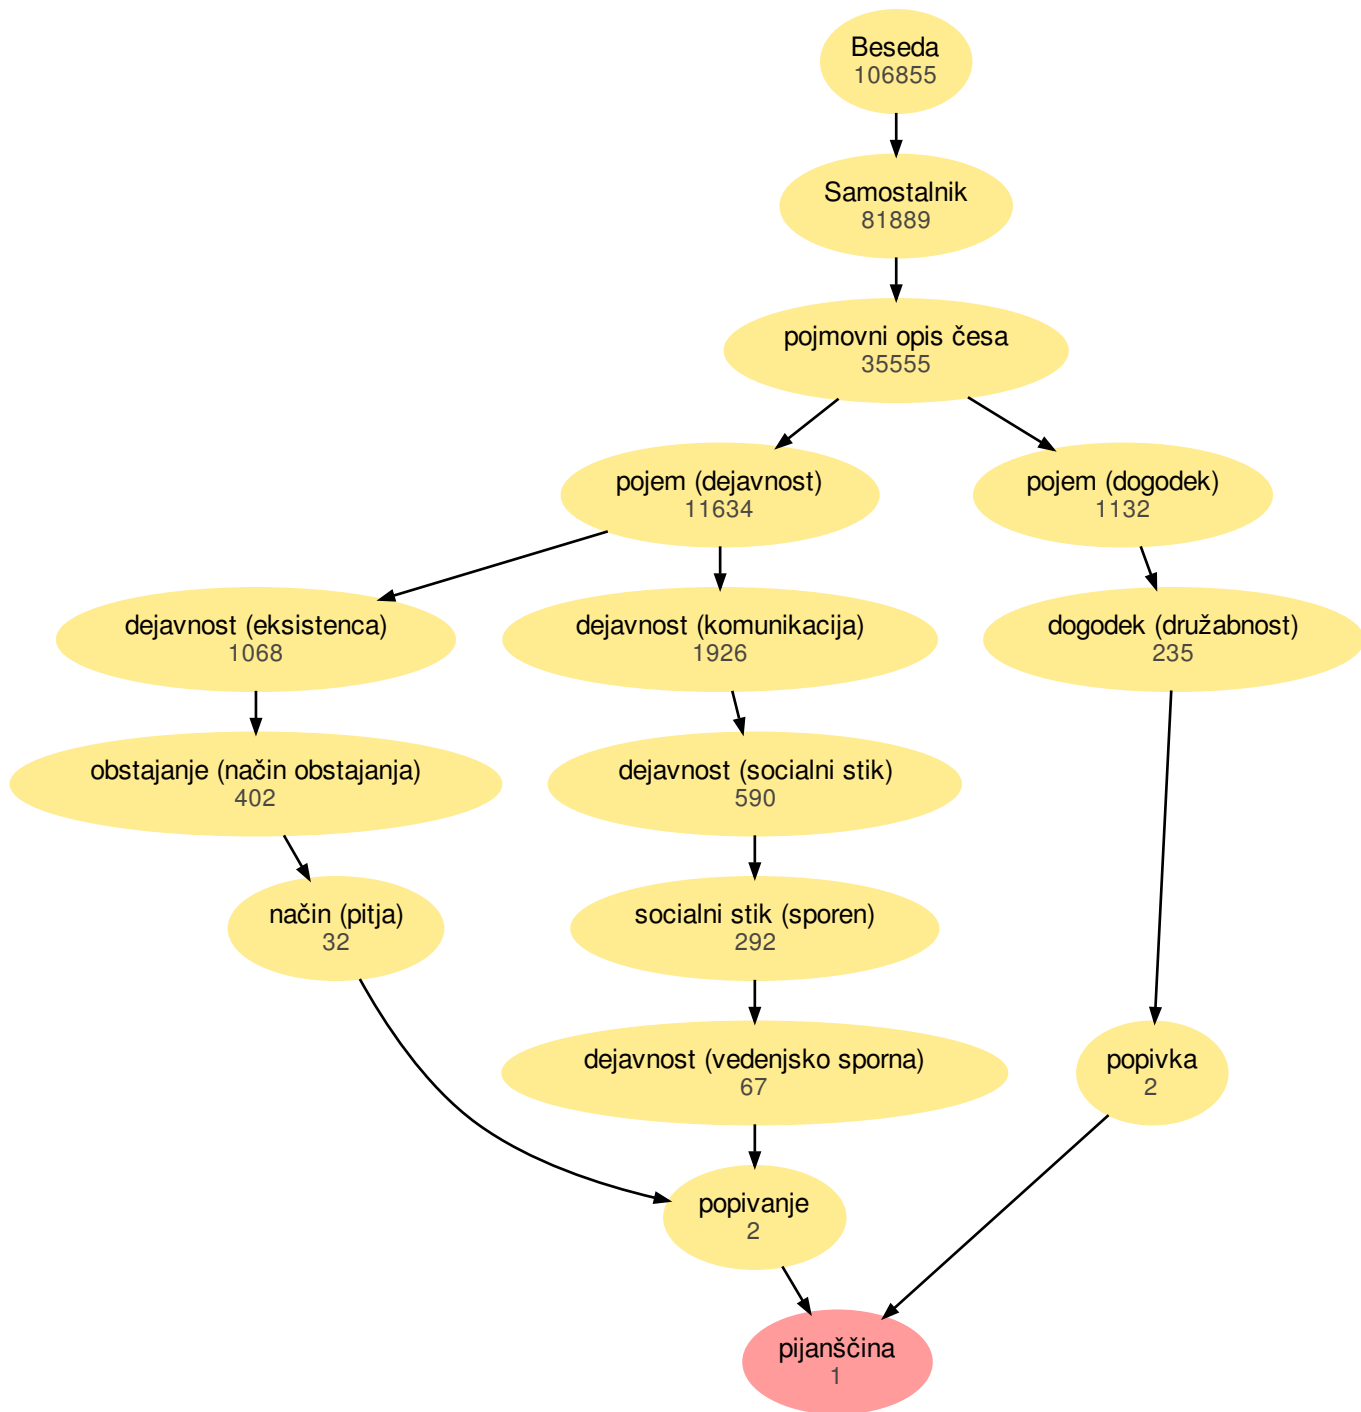 Beseda
106855
Samostalnik
81889
pojmovni opis česa
35555
pojem (dejavnost)
11634
pojem (dogodek)
1132
dejavnost (eksistenca)
1068
dejavnost (komunikacija)
1926
dogodek (družabnost)
235
obstajanje (način obstajanja)
402
dejavnost (socialni stik)
590
način (pitja)
32
socialni stik (sporen)
292
dejavnost (vedenjsko sporna)
67
popivka
2
popivanje
2
pijanščina
1